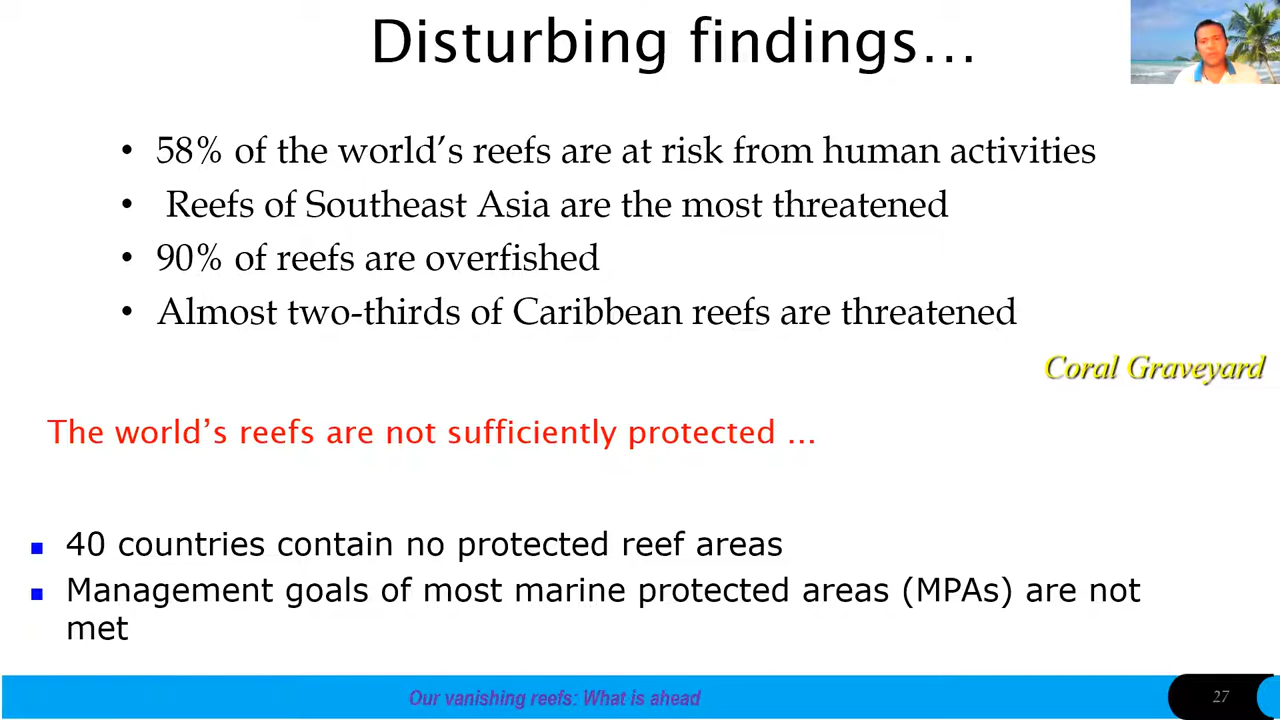 Disturbing findings…
• 58% of the world’s reefs are at risk from human activities
• Reefs of Southeast Asia are the most threatened
• 90% of reefs are overfished
• Almost two-thirds of Caribbean reefs are threatened
Coral Graveyard
The world’s reefs are not sufficiently protected ...
▪ 40 countries contain no protected reef areas
▪ Management goals of most marine protected areas (MPAs) are not
met
Our vanishing reefs: What is ahead
27